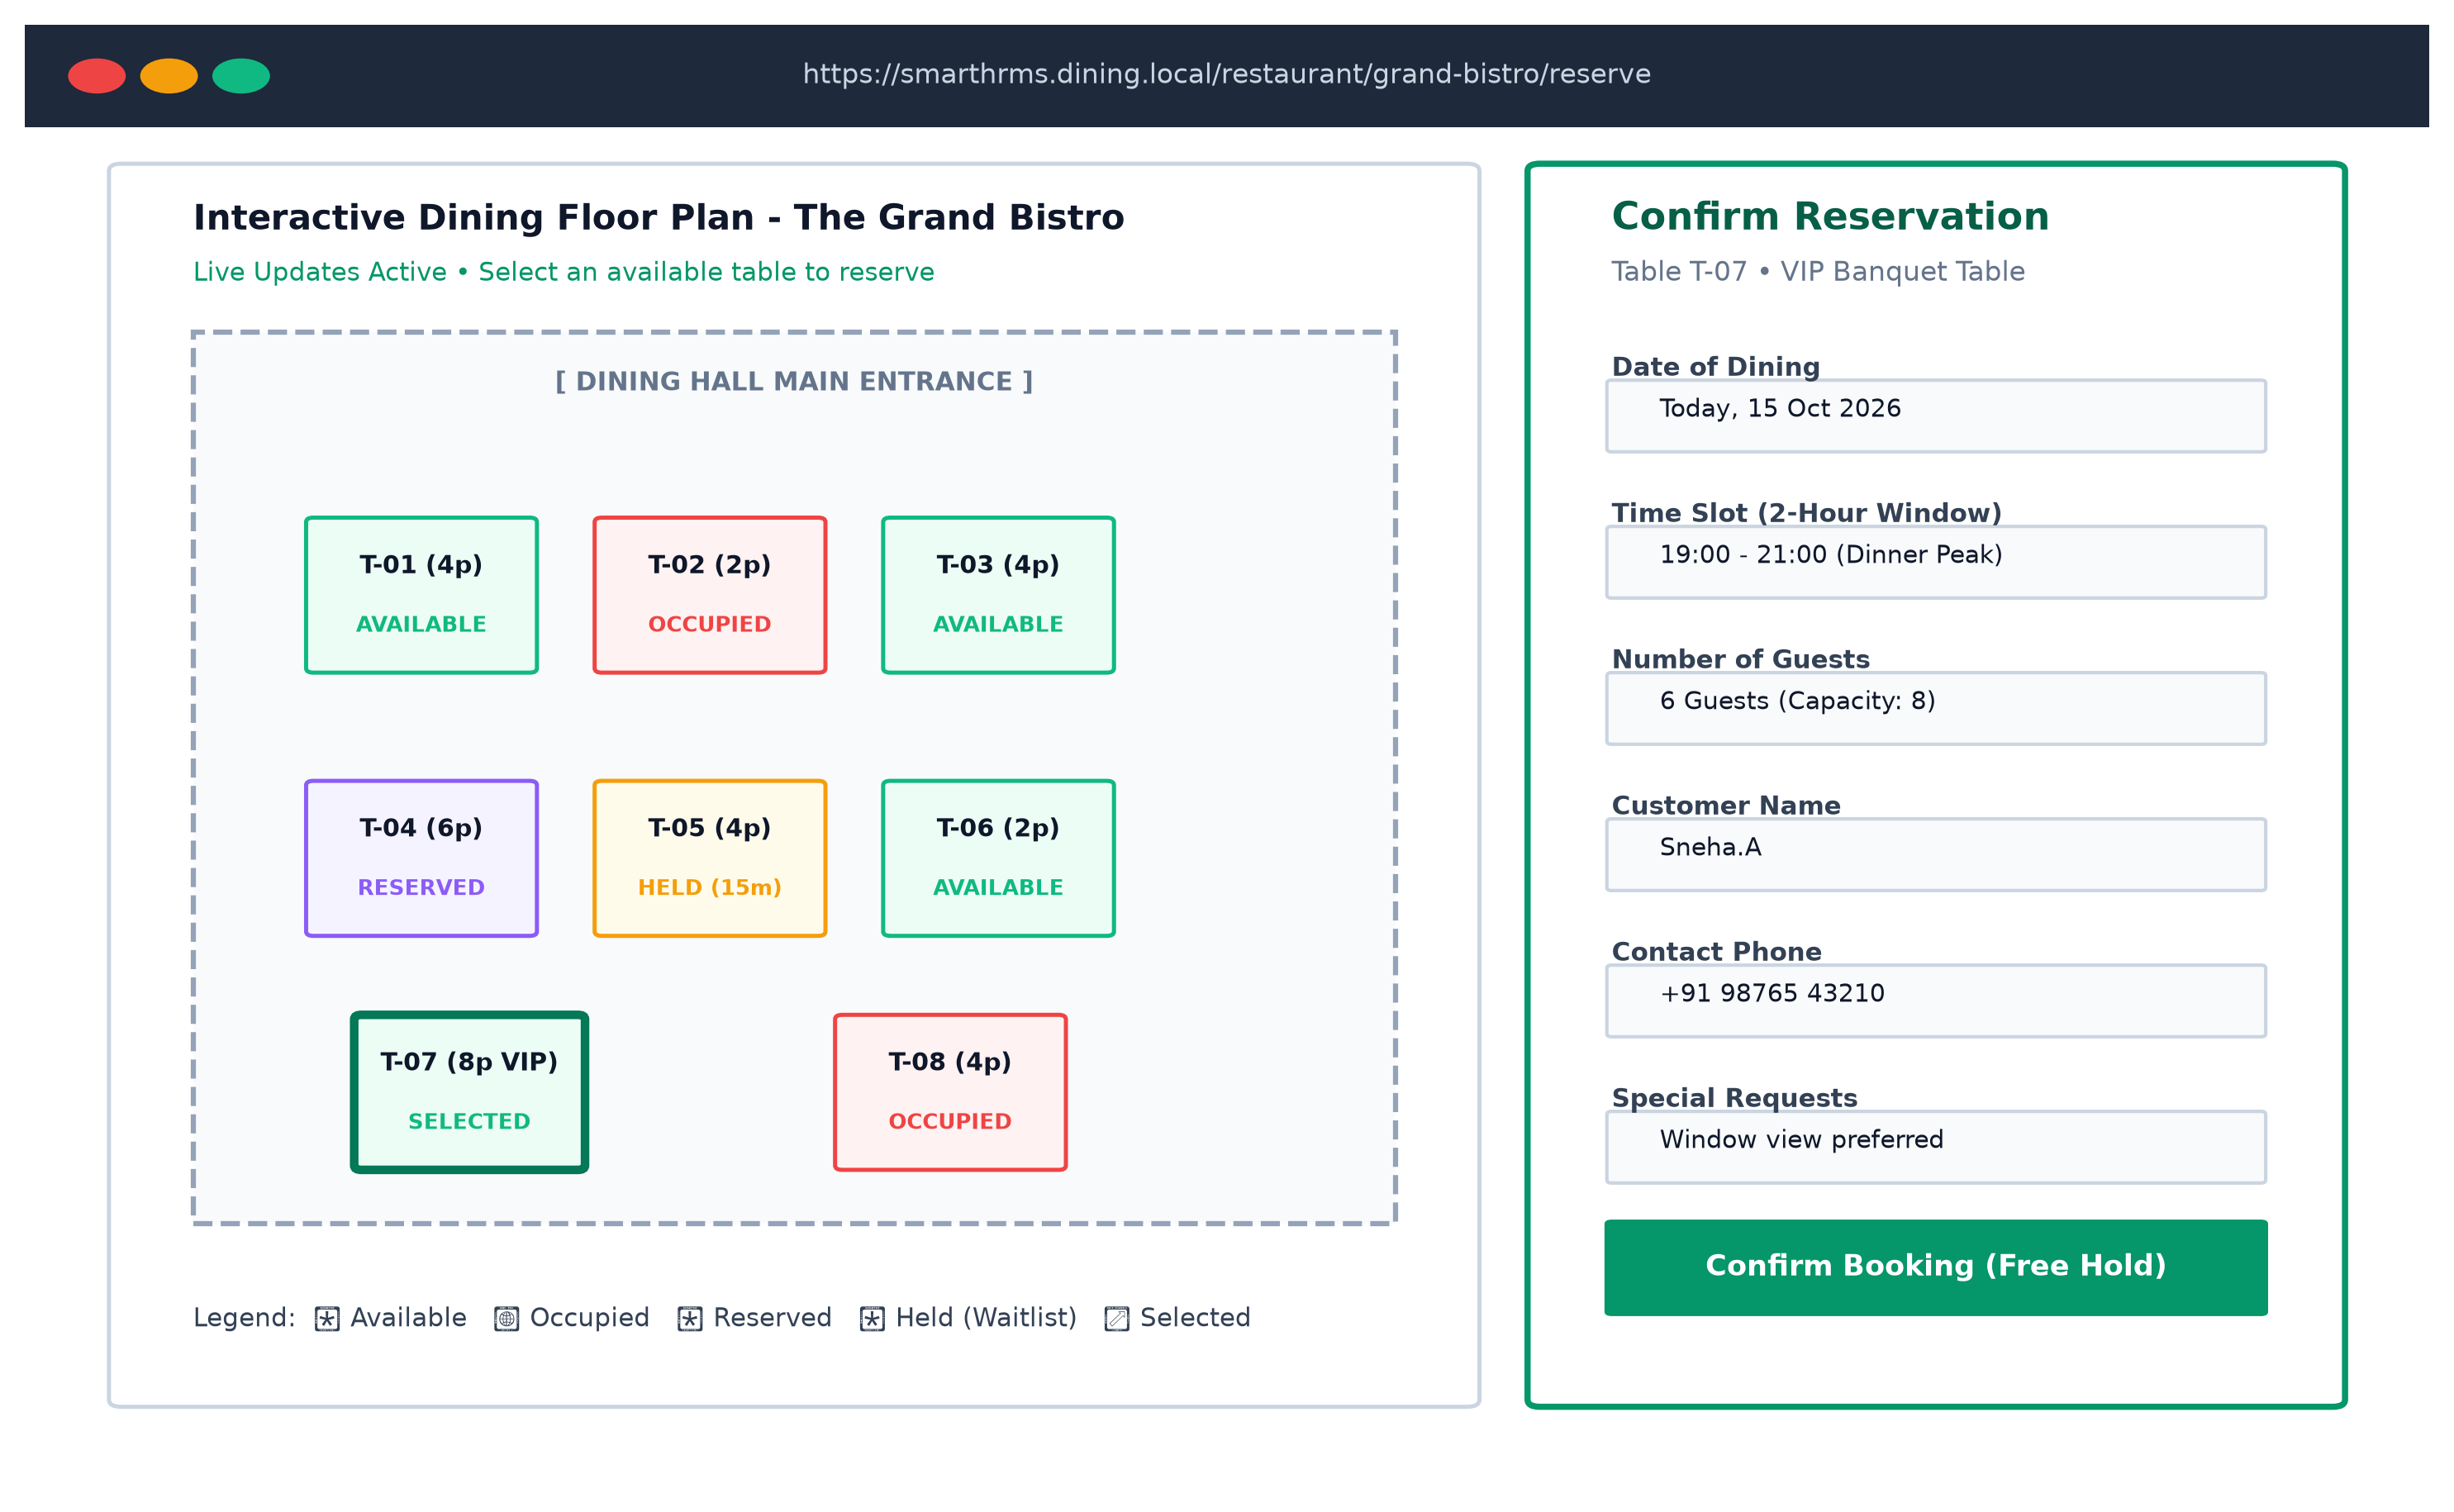 https://smarthrms.dining.local/restaurant/grand-bistro/reserve
Interactive Dining Floor Plan - The Grand Bistro
Live Updates Active • Select an available table to reserve
[ DINING HALL MAIN ENTRANCE ]
T-01 (4p)
AVAILABLE
T-02 (2p)
OCCUPIED
T-03 (4p)
AVAILABLE
T-04 (6p)
RESERVED
T-05 (4p)
HELD (15m)
T-06 (2p)
AVAILABLE
T-07 (8p VIP)
SELECTED
T-08 (4p)
OCCUPIED
Legend: Available Occupied Reserved Held (Waitlist) Selected
Confirm Reservation
Table T-07 • VIP Banquet Table
Date of Dining
Today, 15 Oct 2026
Time Slot (2-Hour Window)
19:00 - 21:00 (Dinner Peak)
Number of Guests
6 Guests (Capacity: 8)
Customer Name
Sneha.A
Contact Phone
+91 98765 43210
Special Requests
Window view preferred
Confirm Booking (Free Hold)